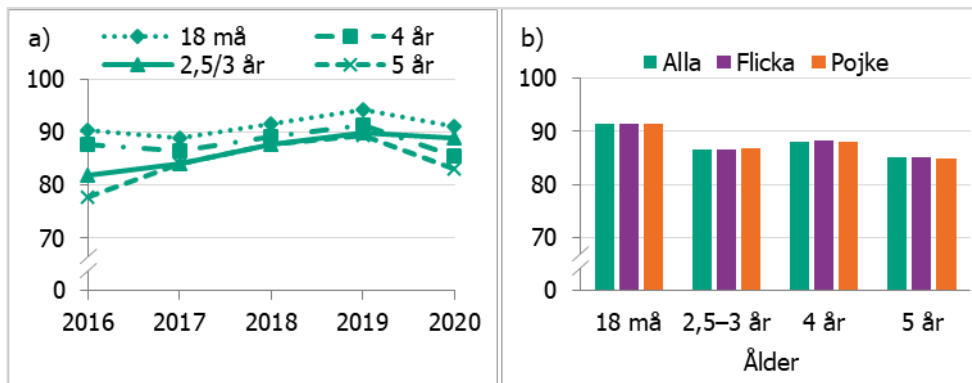 a)
18 må
4 år
2,5/3 år
5 år
100
90
80
70
0
2016 2017 2018 2019 2020
b)
Alla Flicka Pojke
100
90
80
70
0
18 må 2,5–3 år 4 år 5 år
Ålder